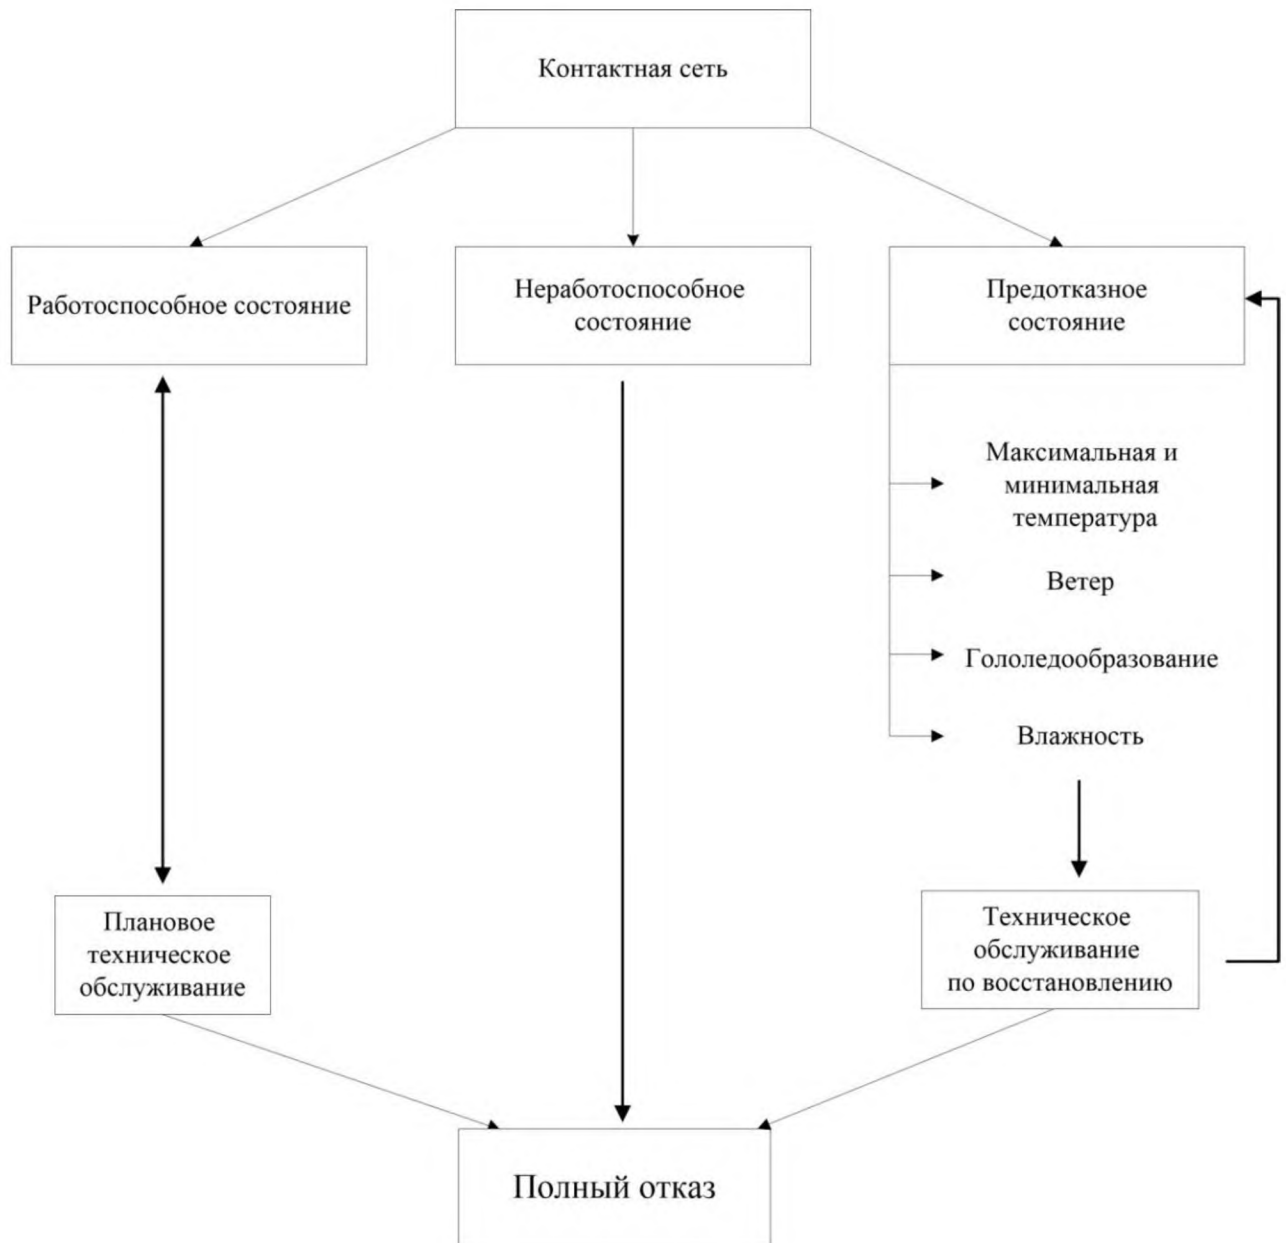 Контактная сеть
Работоспособное состояние
Неработоспособное
состояние
Предотказное
состояние
Максимальная и
минимальная
температура
Ветер
Гололедообразование
Влажность
Плановое
техническое
обслуживание
Техническое
обслуживание
по восстановлению
Полный отказ